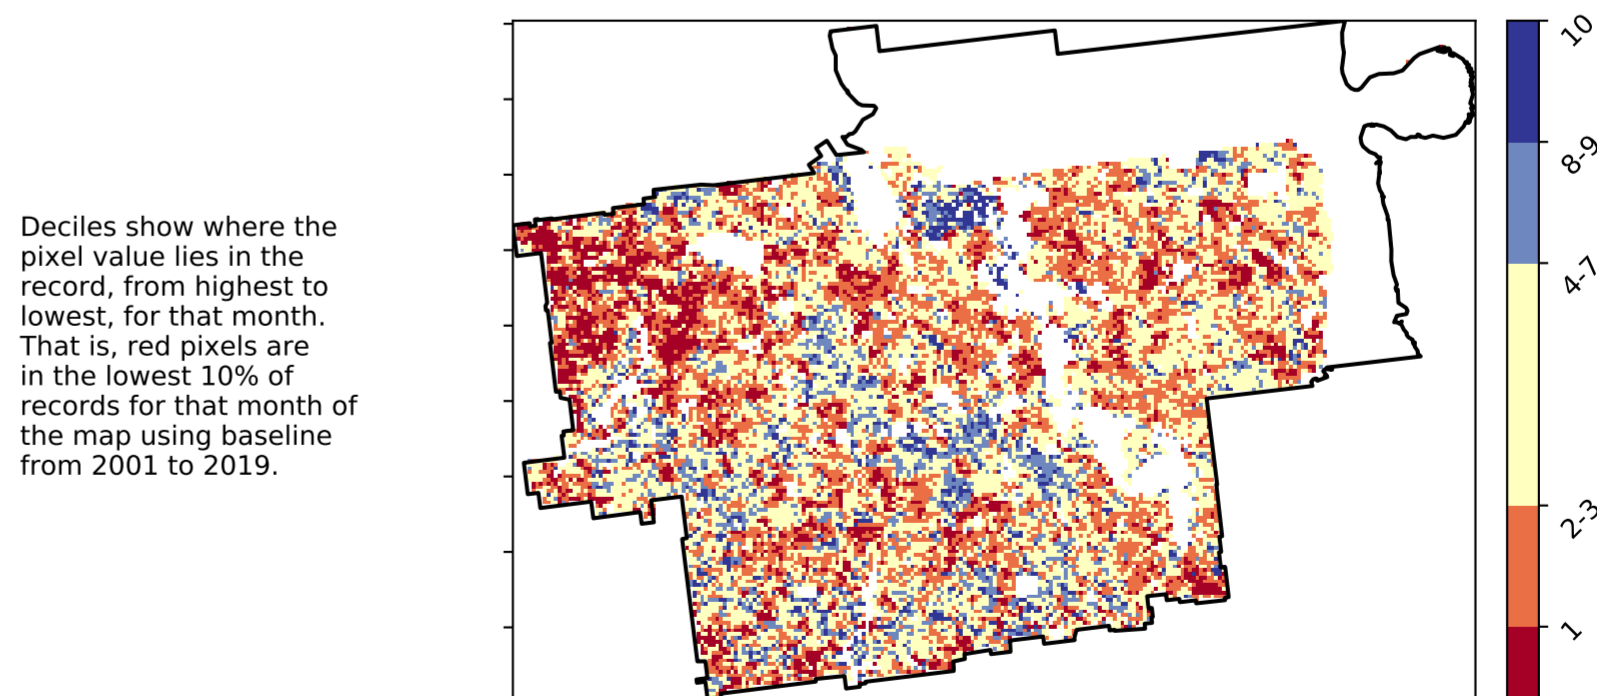 Deciles show where the
pixel value lies in the
record, from highest to
lowest, for that month.
That is, red pixels are
in the lowest 10% of
records for that month of
the map using baseline
from 2001 to 2019.
10
8-9
4-7
2-3
1